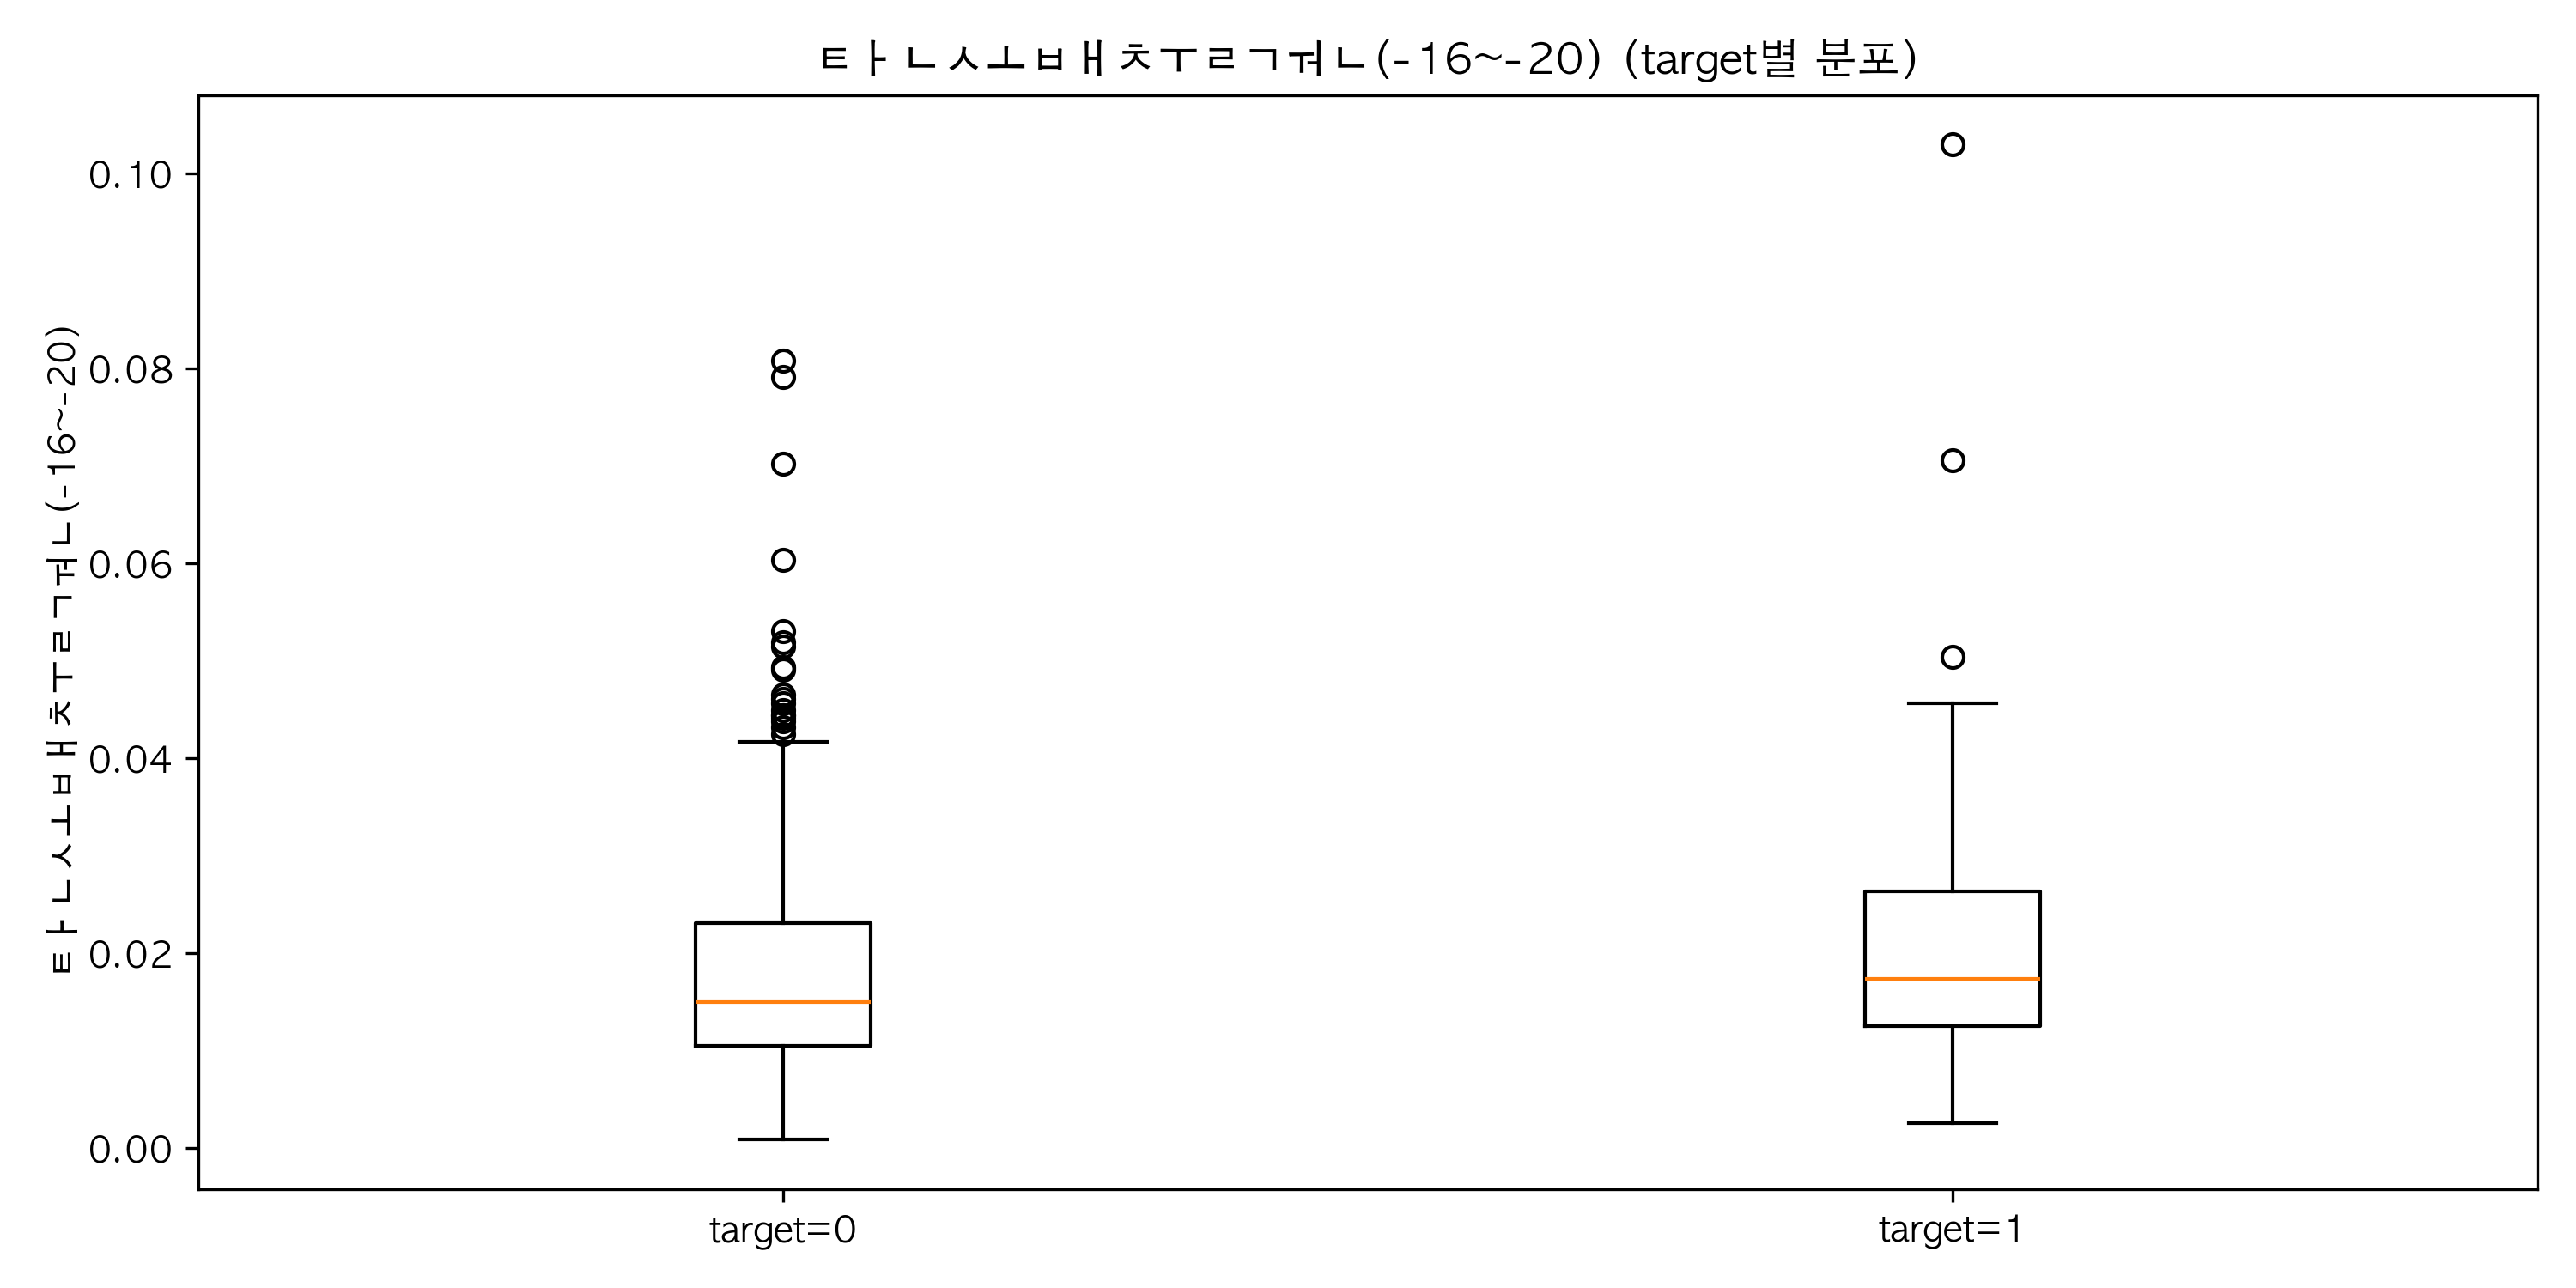 ㅌㅏㄴㅅㅗㅂㅐㅊㅜㄹㄱㅝㄴ(-16~-20) (target별 분포)
ㅌㅏㄴㅅㅗㅂㅐㅊㅜㄹㄱㅝㄴ(-16~-20)
0.10
0.08
0.06
0.04
0.02
0.00
target=0
target=1